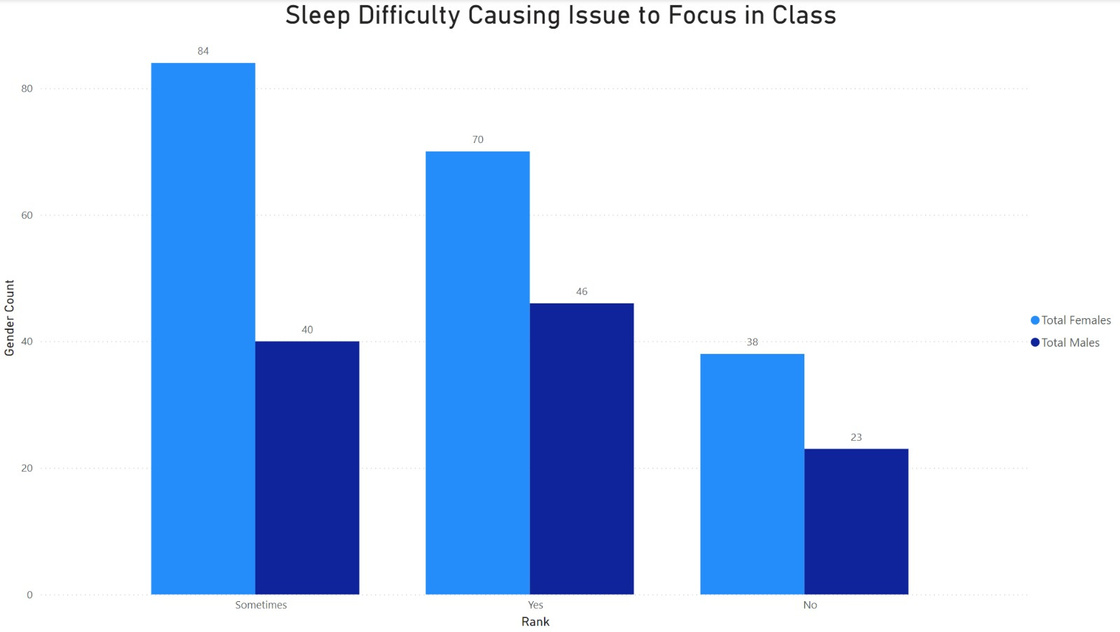 Sleep Difficulty Causing Issue to Focus in Class
84
80
70
60
46
40
40
38
23
20
0
Gender Count
Total Females
Total Males
Sometimes
Yes
No
Rank